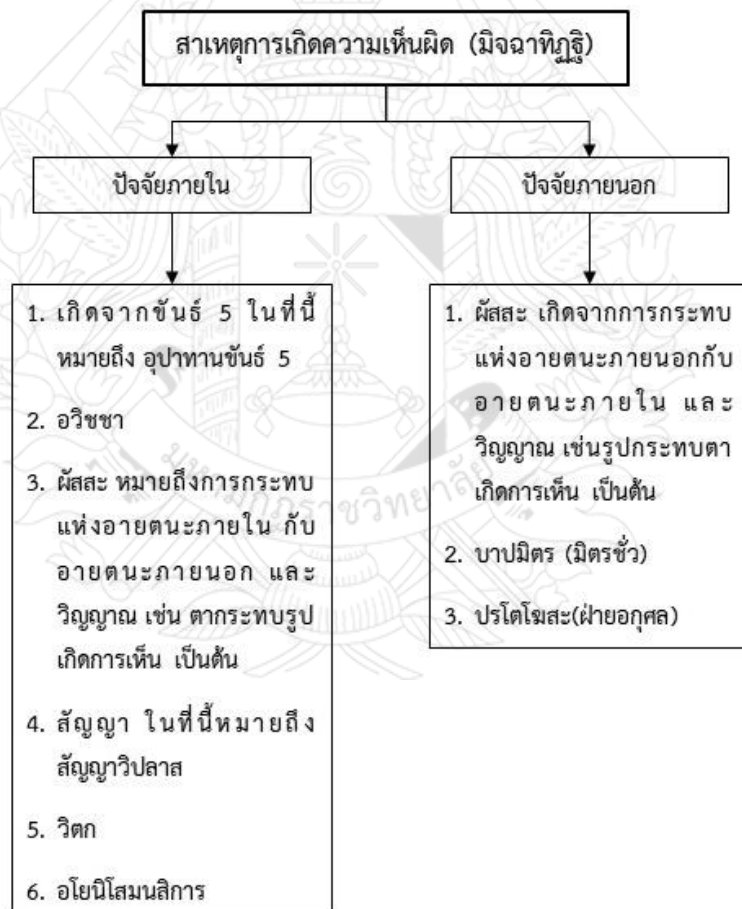 สาเหตุการเกิดความเห็นผิด (มิจฉาทิฏฐิ)
ปัจจัยภายใน
1. เกิดจากขันธ์ 5 ในที่นี้
หมายถึง อุปาทานขันธ์ 5
2. อวิชชา
3. ผัสสะ หมายถึงการกระทบ
แห่งอายตนะภายใน กับ
อายตนะภายนอก และ
วิญญาณ เช่น ตากระทบรูป
เกิดการเห็น เป็นต้น
4. สัญญา ในที่นี้หมายถึง
สัญญาวิปลาส
5. วิตก
6. อโยนิโสมนสิการ
ปัจจัยภายนอก
1. ผัสสะ เกิดจากการกระทบ
แห่งอายตนะภายนอกกับ
อายตนะภายใน และ
วิญญาณ เช่นรูปกระทบตา
เกิดการเห็น เป็นต้น
2. บาปมิตร (มิตรชั่ว)
3. ปรโตโฆสะ(ฝ่ายอกุศล)
มหามกุฏราชวิทยาลัย